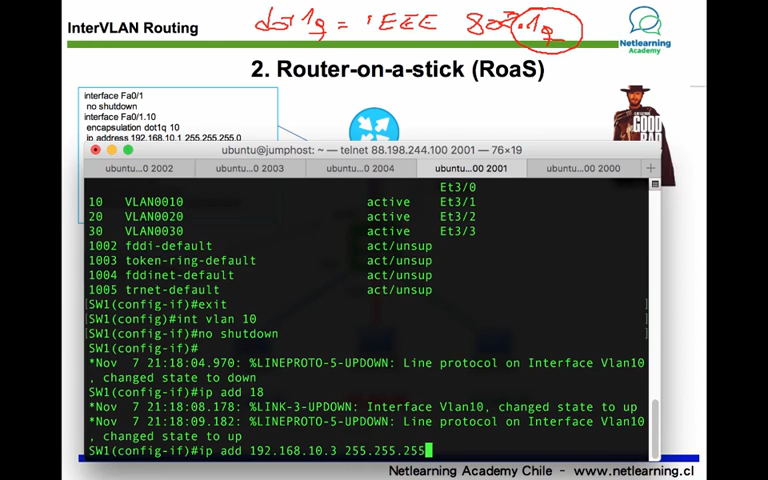 dot1q = IEEE 802.1q
InterVLAN Routing
Netlearning
Academy
2. Router-on-a-stick (RoaS)
interface Fa0/1
no shutdown
interface Fa0/1.10
encapsulation dot1q 10
ip address 192.168.10.1 255.255.255.0
GOOD
BAD
ubuntu@jumphost: ~ — telnet 88.198.244.100 2001 — 76×19
ubuntu...0 2002 ubuntu...0 2003 ubuntu...0 2004 ubuntu...00 2001 ubuntu...00 2000 +
Et3/0
10 VLAN0010 active Et3/1
20 VLAN0020 active Et3/2
30 VLAN0030 active Et3/3
1002 fddi-default act/unsup
1003 token-ring-default act/unsup
1004 fddinet-default act/unsup
1005 trnet-default act/unsup
[SW1(config-if)#exit ]
[SW1(config)#int vlan 10 ]
[SW1(config-if)#no shutdown ]
SW1(config-if)#
*Nov 7 21:18:04.970: %LINEPROTO-5-UPDOWN: Line protocol on Interface Vlan10
, changed state to down
SW1(config-if)#ip add 18
*Nov 7 21:18:08.178: %LINK-3-UPDOWN: Interface Vlan10, changed state to up
*Nov 7 21:18:09.182: %LINEPROTO-5-UPDOWN: Line protocol on Interface Vlan10
, changed state to up
SW1(config-if)#ip add 192.168.10.3 255.255.255
Netlearning Academy Chile - www.netlearning.cl